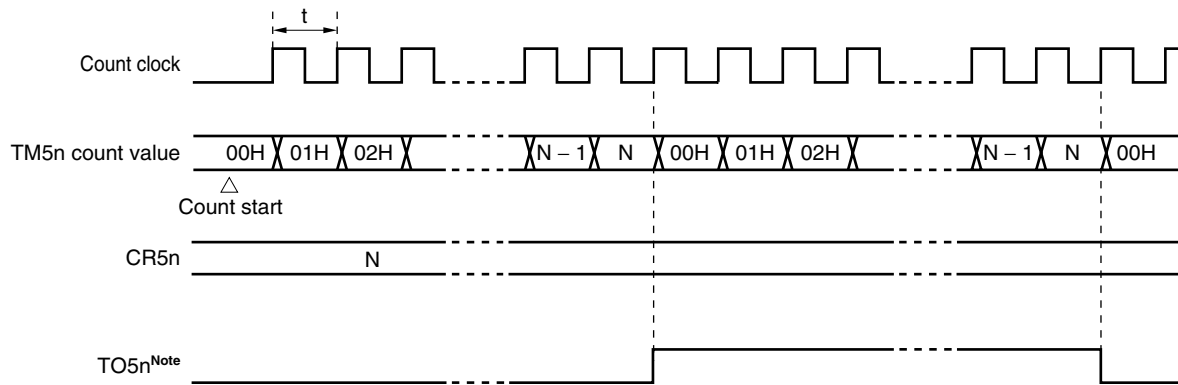 t
Count clock
TM5n count value 00H 01H 02H N – 1 N 00H 01H 02H N – 1 N 00H
Count start
CR5n N
TO5nNote